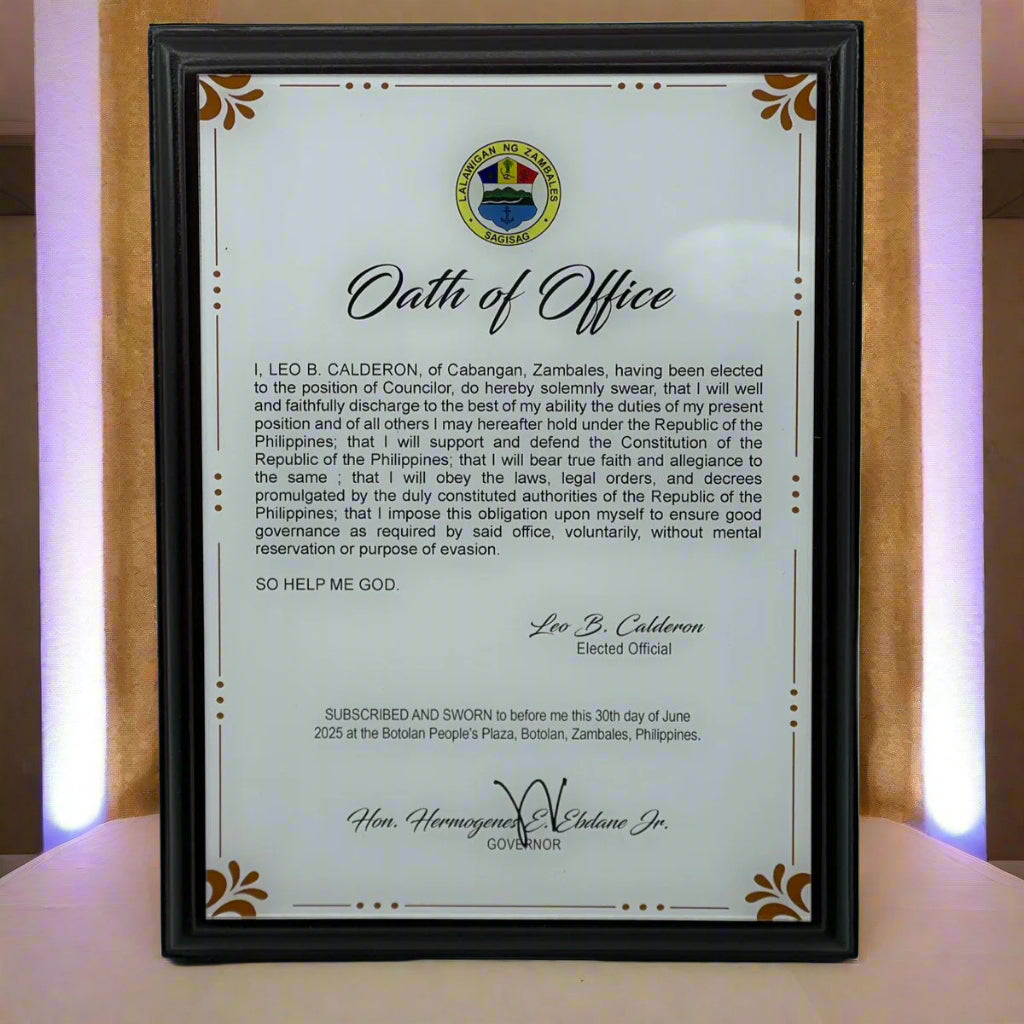 LALAWIGAN NG ZAMBALES
SAGISAG
Oath of Office
I, LEO B. CALDERON, of Cabangan, Zambales, having been elected
to the position of Councilor, do hereby solemnly swear, that I will well
and faithfully discharge to the best of my ability the duties of my present
position and of all others I may hereafter hold under the Republic of the
Philippines; that I will support and defend the Constitution of the
Republic of the Philippines; that I will bear true faith and allegiance to
the same ; that I will obey the laws, legal orders, and decrees
promulgated by the duly constituted authorities of the Republic of the
Philippines; that I impose this obligation upon myself to ensure good
governance as required by said office, voluntarily, without mental
reservation or purpose of evasion.
SO HELP ME GOD.
Leo B. Calderon
Elected Official
SUBSCRIBED AND SWORN to before me this 30th day of June
2025 at the Botolan People's Plaza, Botolan, Zambales, Philippines.
Hon. Hermogenes E. Ebdane Jr.
GOVERNOR